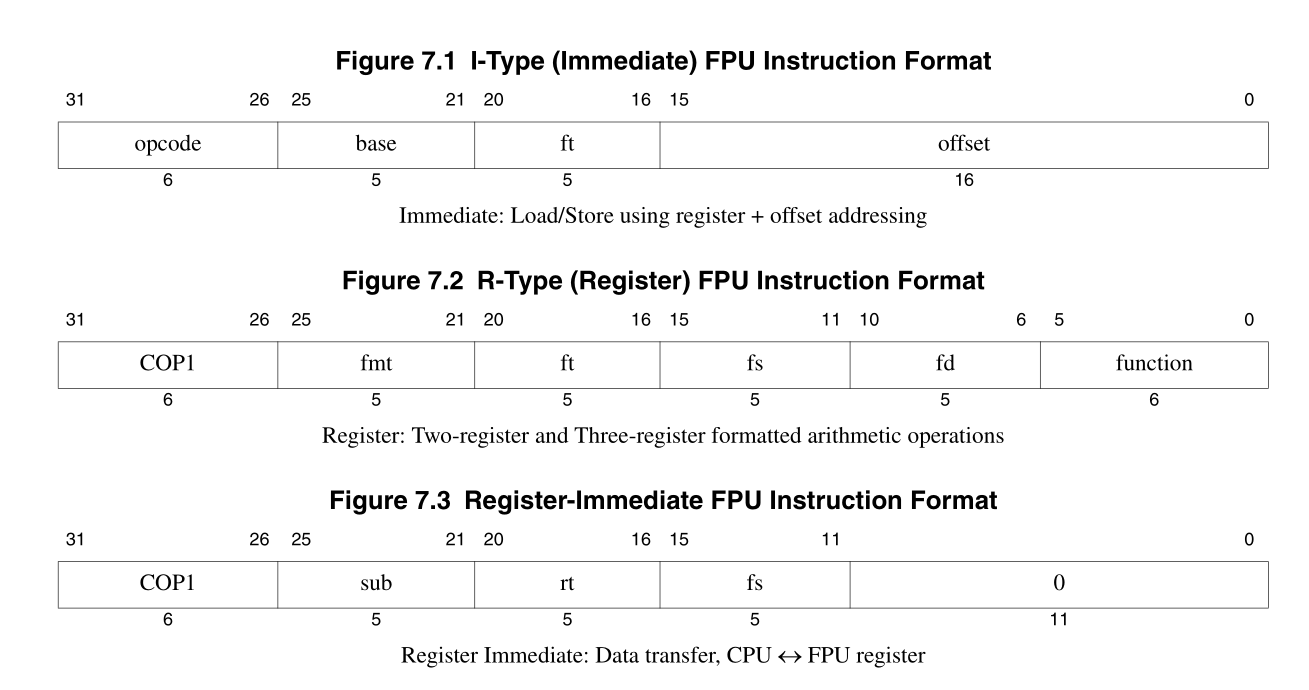 Figure 7.1 I-Type (Immediate) FPU Instruction Format
31 26 25 21 20 16 15 0
opcode base ft offset
6 5 5 16
Immediate: Load/Store using register + offset addressing
Figure 7.2 R-Type (Register) FPU Instruction Format
31 26 25 21 20 16 15 11 10 6 5 0
COP1 fmt ft fs fd function
6 5 5 5 5 6
Register: Two-register and Three-register formatted arithmetic operations
Figure 7.3 Register-Immediate FPU Instruction Format
31 26 25 21 20 16 15 11 0
COP1 sub rt fs 0
6 5 5 5 11
Register Immediate: Data transfer, CPU ↔ FPU register